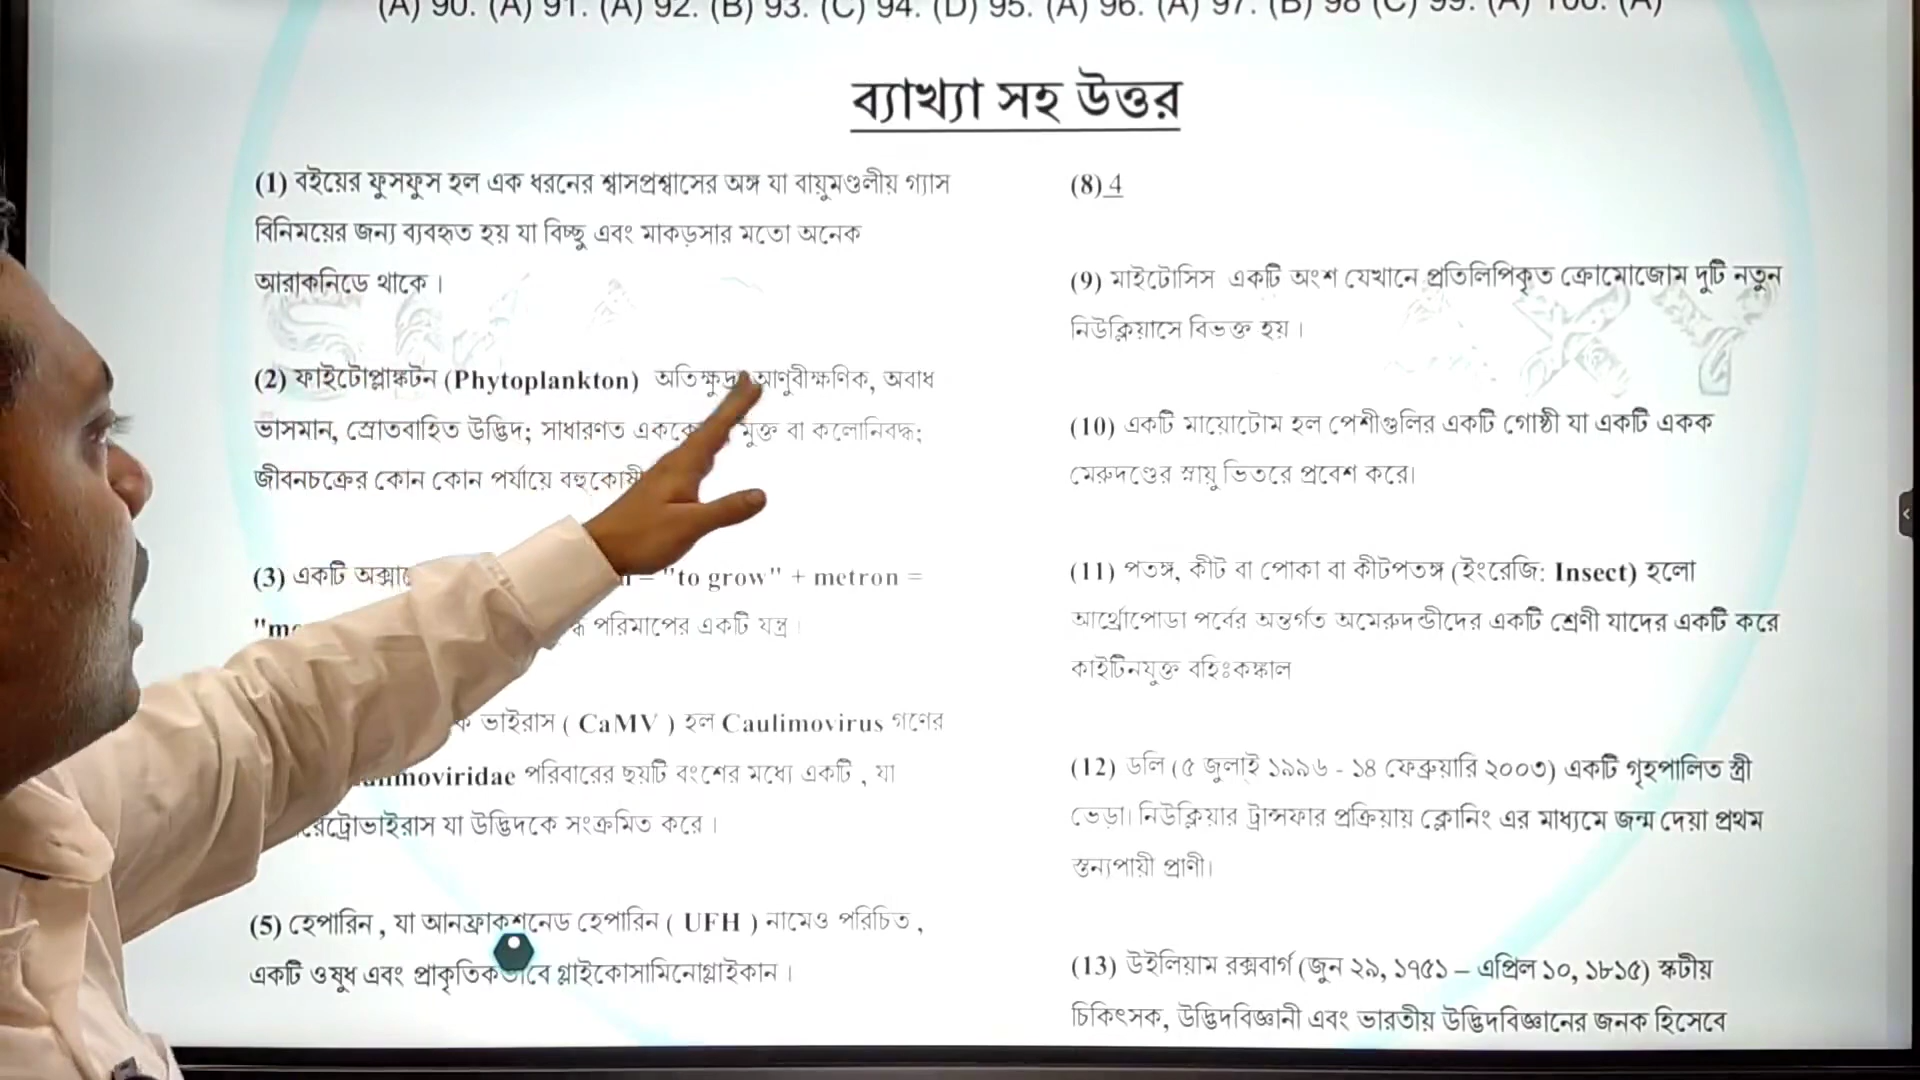 (A) 90. (A) 91. (A) 92. (B) 93. (C) 94. (D) 95. (A) 96. (A) 97. (B) 98 (C) 99. (A) 100. (A)
ব্যাখ্যা সহ উত্তর
(1) বইয়ের ফুসফুস হল এক ধরনের শ্বাসপ্রশ্বাসের অঙ্গ যা বায়ুমণ্ডলীয় গ্যাস
বিনিময়ের জন্য ব্যবহৃত হয় যা বিচ্ছু এবং মাকড়সার মতো অনেক
আরাকনিডে থাকে।
(2) ফাইটোপ্লাঙ্কটন (Phytoplankton) অতিক্ষুদ্র আণুবীক্ষণিক, অবাধ
ভাসমান, স্রোতবাহিত উদ্ভিদ; সাধারণত মুক্ত বা কলোনিবদ্ধ;
জীবনচক্রের কোন কোন পর্যায়ে বহুকোষী
(3) একটি = "to grow" + metron =
পরিমাপের একটি যন্ত্র।
ভাইরাস ( CaMV ) হল Caulimovirus গণের
পরিবারের ছয়টি বংশের মধ্যে একটি , যা
যা উদ্ভিদকে সংক্রমিত করে।
(5) হেপারিন , যা আনফ্রাকশনেড হেপারিন ( UFH ) নামেও পরিচিত ,
একটি ওষুধ এবং প্রাকৃতিকভাবে গ্লাইকোসামিনোগ্লাইকান।
(8) 4
(9) মাইটোসিস একটি অংশ যেখানে প্রতিলিপিকৃত ক্রোমোজোম দুটি নতুন
নিউক্লিয়াসে বিভক্ত হয়।
(10) একটি মায়োটোম হল পেশীগুলির একটি গোষ্ঠী যা একটি একক
মেরুদণ্ডের স্নায়ু ভিতরে প্রবেশ করে।
(11) পতঙ্গ, কীট বা পোকা বা কীটপতঙ্গ (ইংরেজি: Insect) হলো
আর্থ্রোপোডা পর্বের অন্তর্গত অমেরুদন্ডীদের একটি শ্রেণী যাদের একটি করে
কাইটিনযুক্ত বহিঃকঙ্কাল
(12) ডলি (৫ জুলাই ১৯৯৬ - ১৪ ফেব্রুয়ারি ২০০৩) একটি গৃহপালিত স্ত্রী
ভেড়া। নিউক্লিয়ার ট্রান্সফার প্রক্রিয়ায় ক্লোনিং এর মাধ্যমে জন্ম দেয়া প্রথম
স্তন্যপায়ী প্রাণী।
(13) উইলিয়াম রক্সবার্গ (জুন ২৯, ১৭৫১ – এপ্রিল ১০, ১৮১৫) স্কটীয়
চিকিৎসক, উদ্ভিদবিজ্ঞানী এবং ভারতীয় উদ্ভিদবিজ্ঞানের জনক হিসেবে